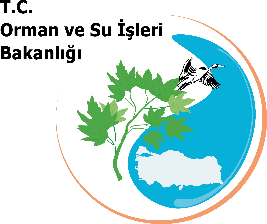 T.C.
Orman ve Su İşleri
Bakanlığı